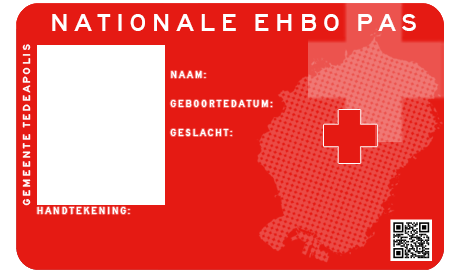 NATIONALE EHBO PAS
GEMEENTE TEDEAPOLIS
NAAM:
GEBOORTEDATUM:
GESLACHT:
HANDTEKENING: